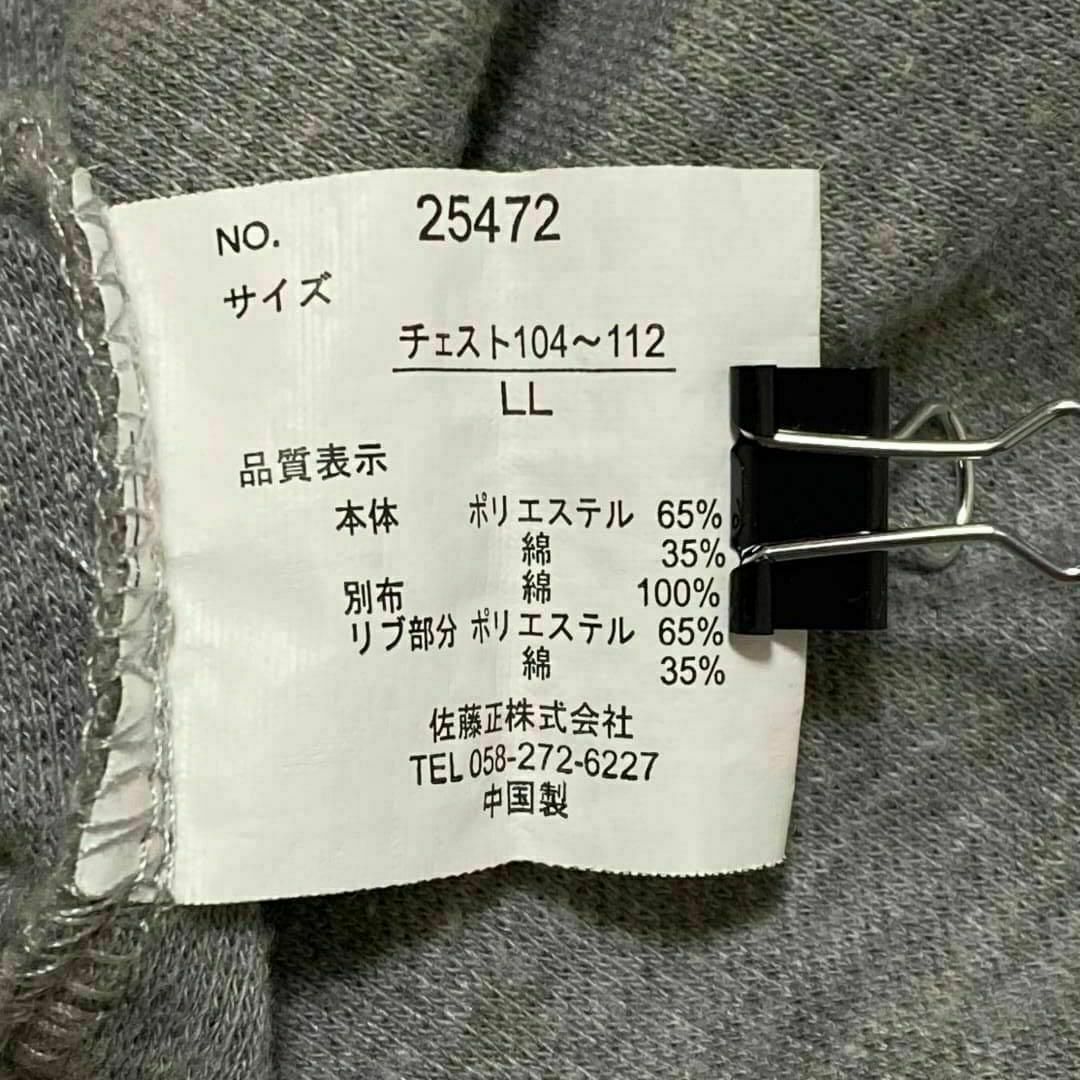 NO. 25472
サイズ
チェスト104～112
LL
品質表示
本体 ポリエステル 65%
綿 35%
別布 綿 100%
リブ部分 ポリエステル 65%
綿 35%
佐藤正株式会社
TEL 058-272-6227
中国製